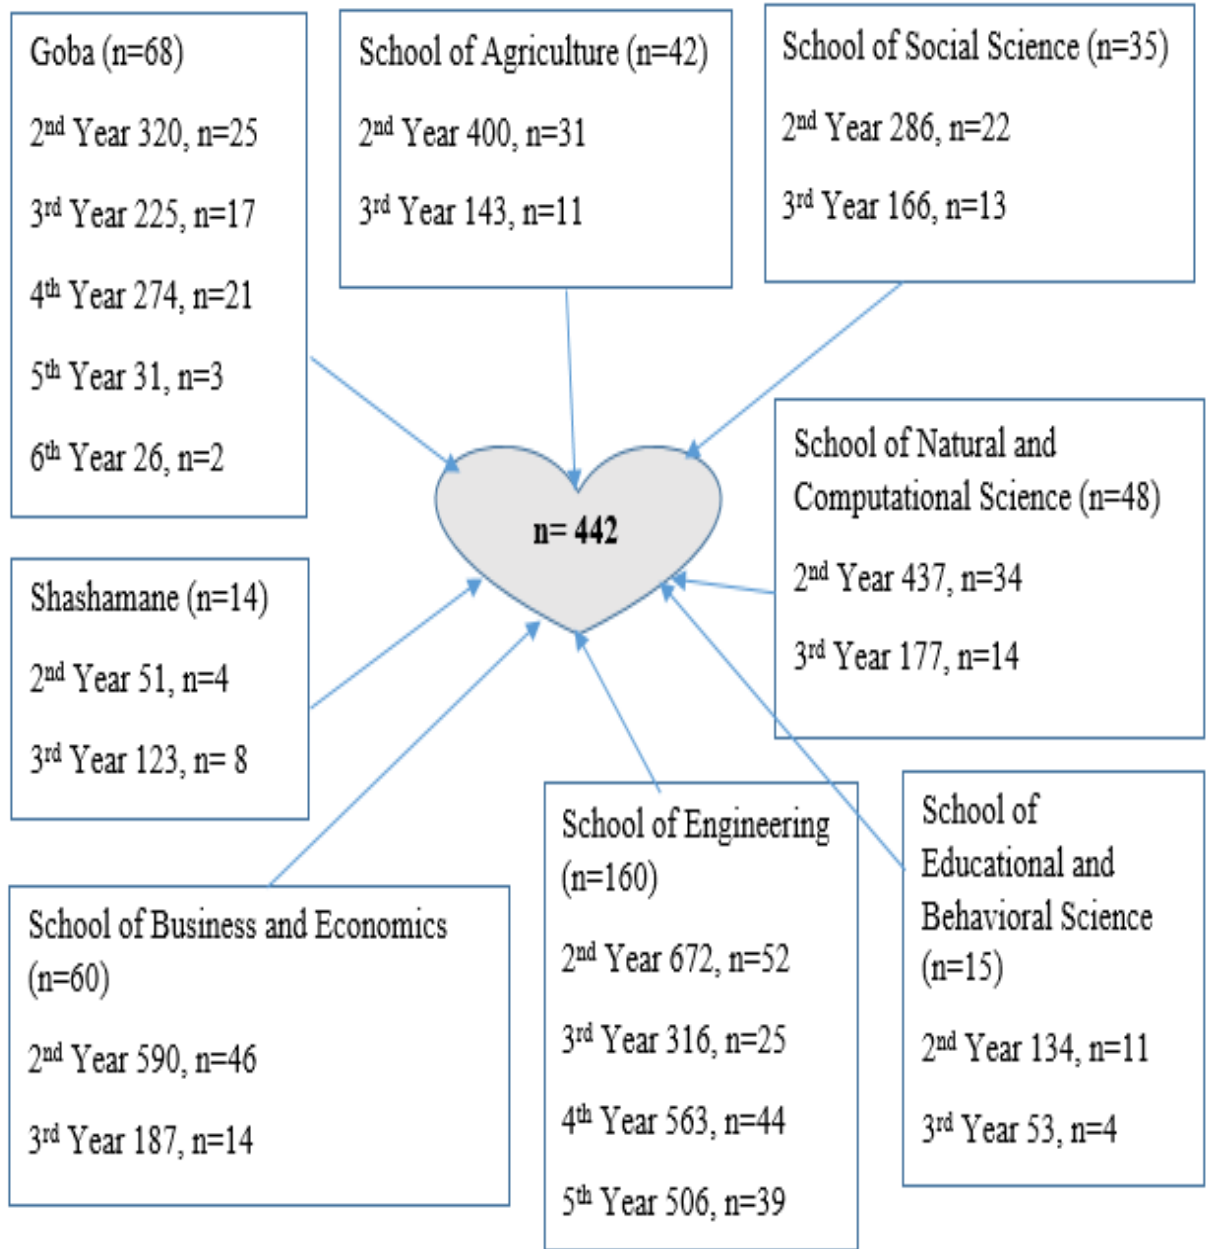 Goba (n=68)
2nd Year 320, n=25
3rd Year 225, n=17
4th Year 274, n=21
5th Year 31, n=3
6th Year 26, n=2
School of Agriculture (n=42)
2nd Year 400, n=31
3rd Year 143, n=11
School of Social Science (n=35)
2nd Year 286, n=22
3rd Year 166, n=13
n= 442
School of Natural and
Computational Science (n=48)
2nd Year 437, n=34
3rd Year 177, n=14
Shashamane (n=14)
2nd Year 51, n=4
3rd Year 123, n= 8
School of Business and Economics
(n=60)
2nd Year 590, n=46
3rd Year 187, n=14
School of Engineering
(n=160)
2nd Year 672, n=52
3rd Year 316, n=25
4th Year 563, n=44
5th Year 506, n=39
School of
Educational and
Behavioral Science
(n=15)
2nd Year 134, n=11
3rd Year 53, n=4